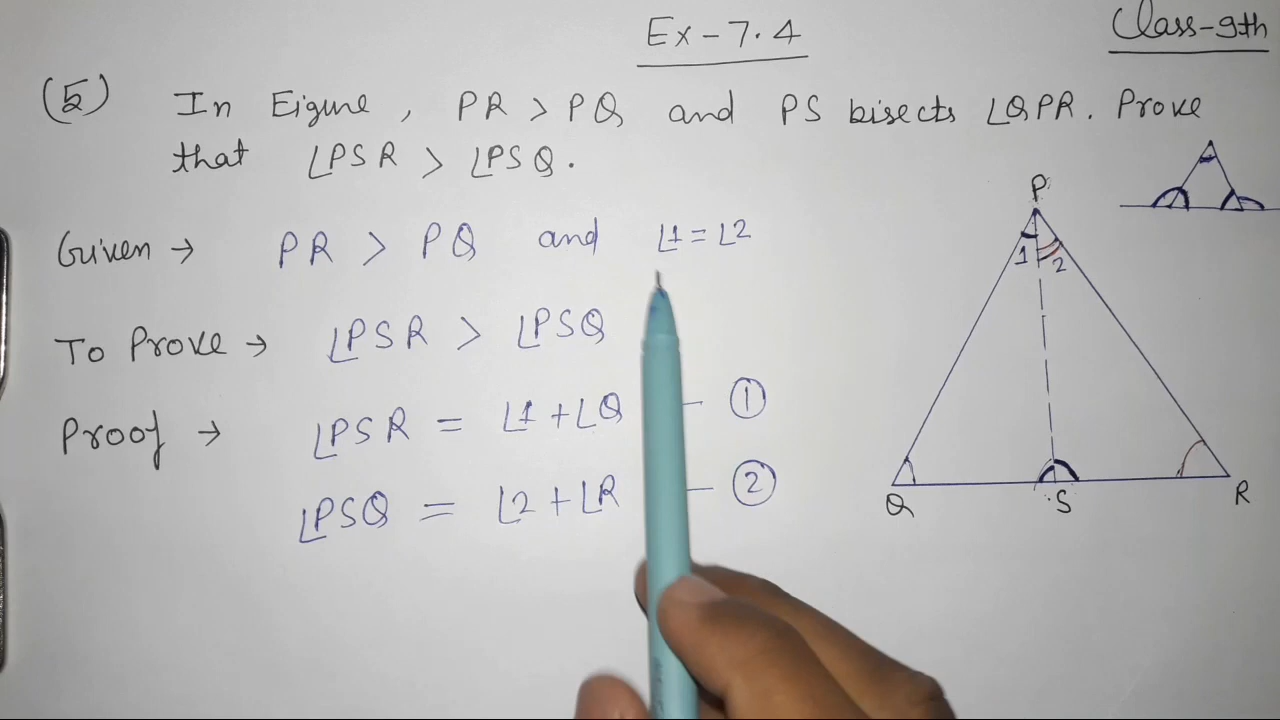 Ex-7.4
Class-9th
(5) In Eigure, PR > PQ and PS bisects ∠QPR. Prove
that ∠PSR > ∠PSQ.
Given → PR > PQ and ∠1 = ∠2
To Prove → ∠PSR > ∠PSQ
Proof → ∠PSR = ∠1 + ∠Q - ①
∠PSQ = ∠2 + ∠R - ②
P
1 2
Q S R